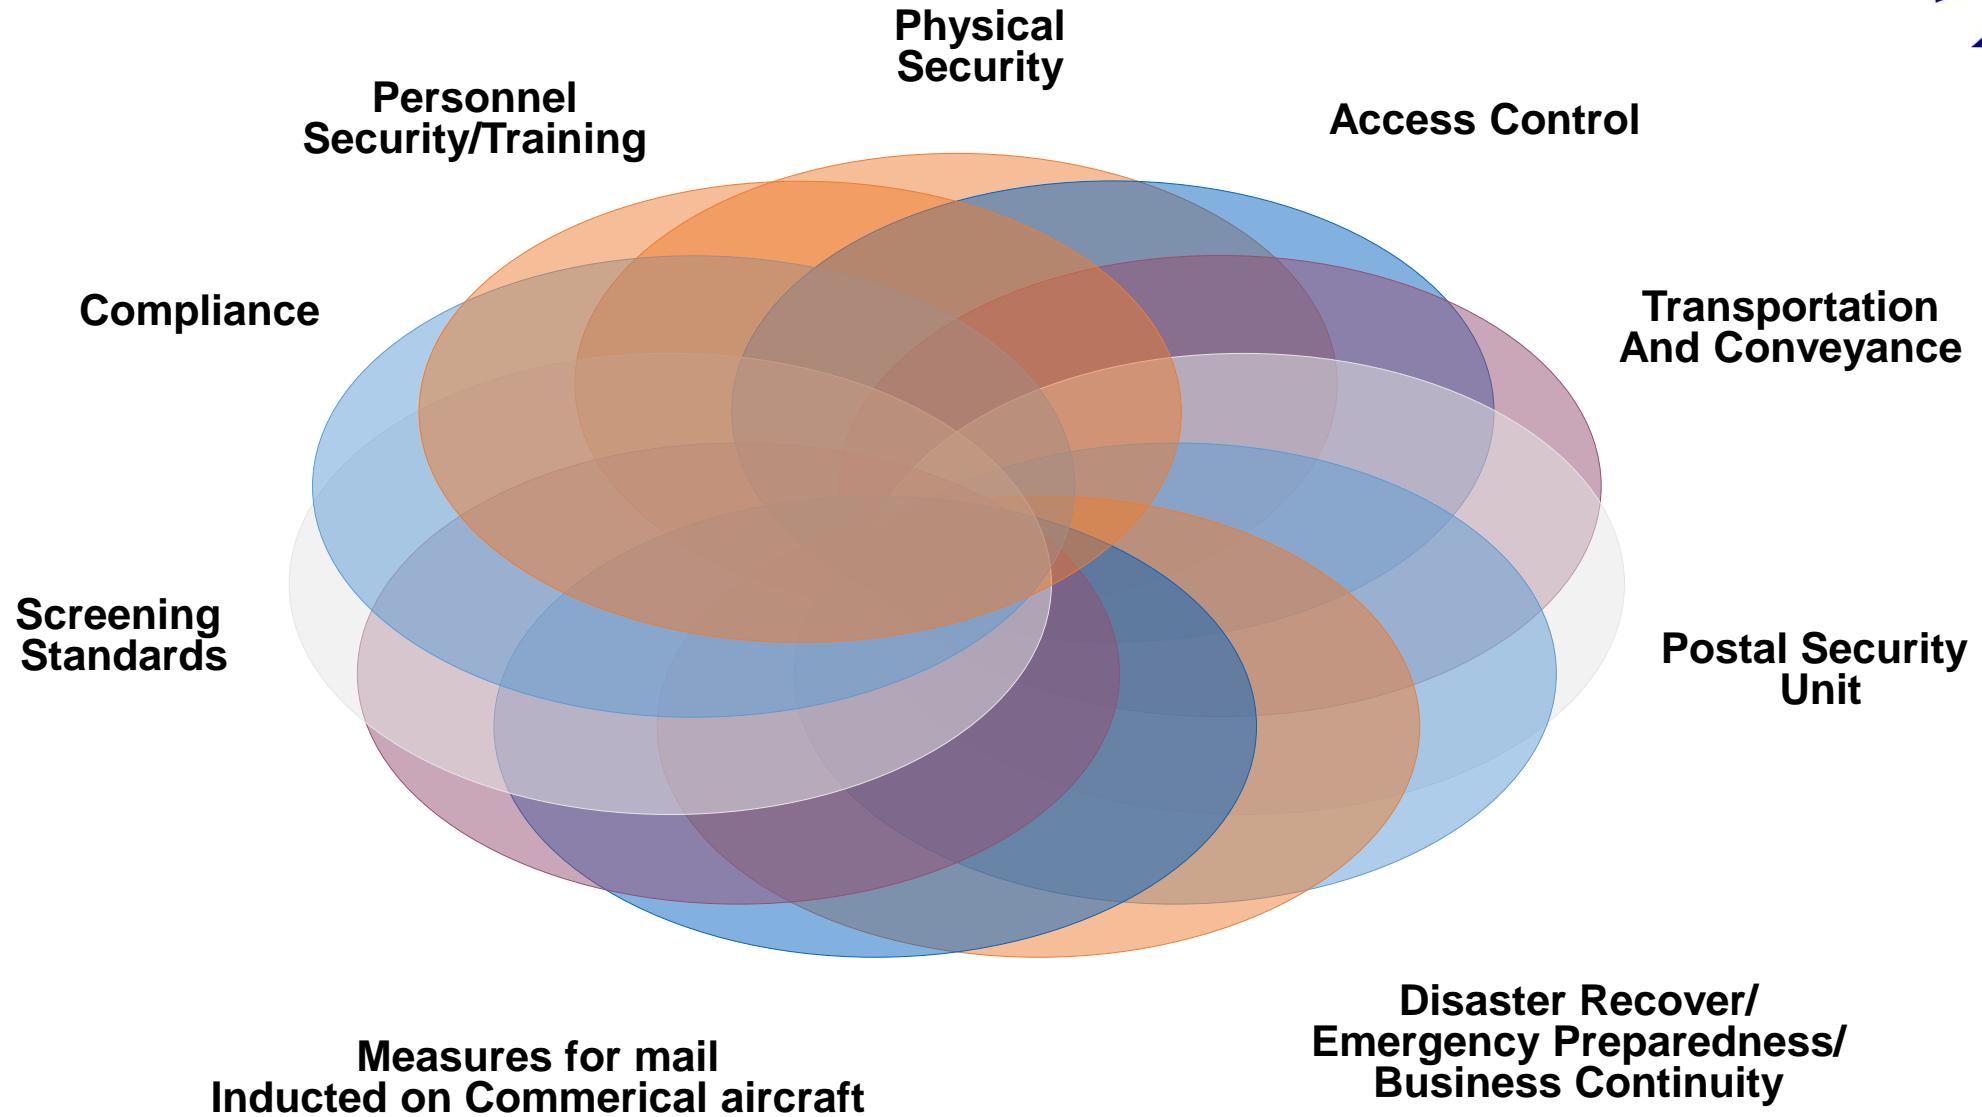 Physical
Security
Personnel
Security/Training
Access Control
Compliance
Transportation
And Conveyance
Screening
Standards
Postal Security
Unit
Disaster Recover/
Emergency Preparedness/
Business Continuity
Measures for mail
Inducted on Commerical aircraft